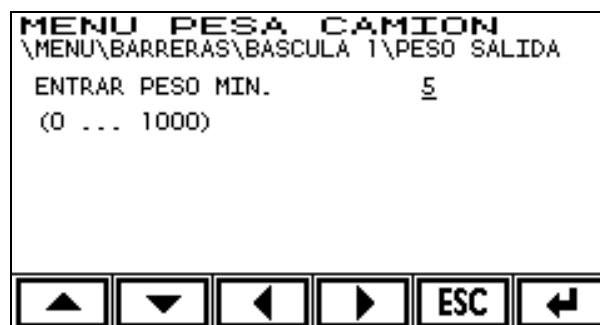 MENU PESA CAMION
\MENU\BARRERAS\BASCULA 1\PESO SALIDA
ENTRAR PESO MIN. 5
(0 ... 1000)
ESC